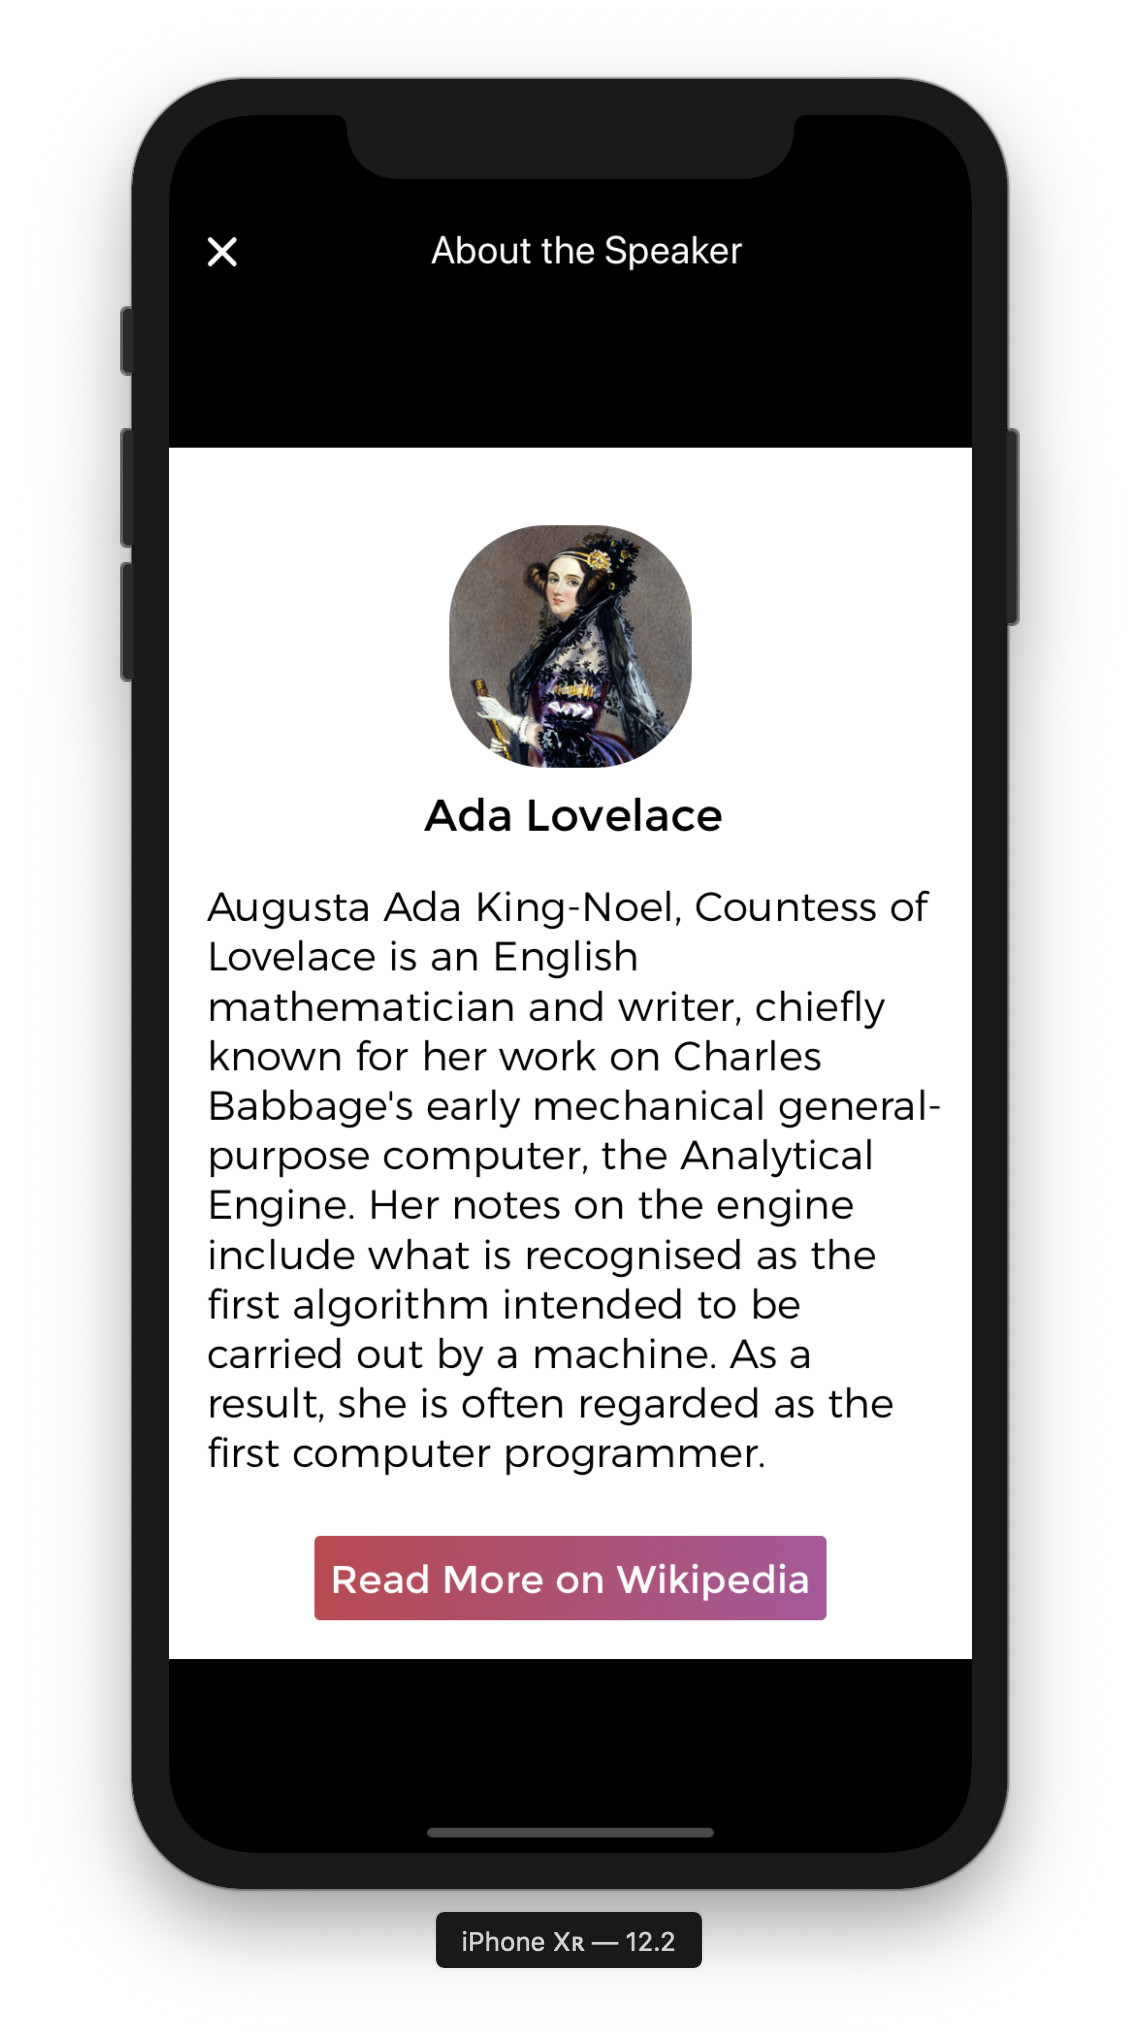 About the Speaker
Ada Lovelace
Augusta Ada King-Noel, Countess of
Lovelace is an English
mathematician and writer, chiefly
known for her work on Charles
Babbage's early mechanical general-
purpose computer, the Analytical
Engine. Her notes on the engine
include what is recognised as the
first algorithm intended to be
carried out by a machine. As a
result, she is often regarded as the
first computer programmer.
Read More on Wikipedia
iPhone Xʀ — 12.2